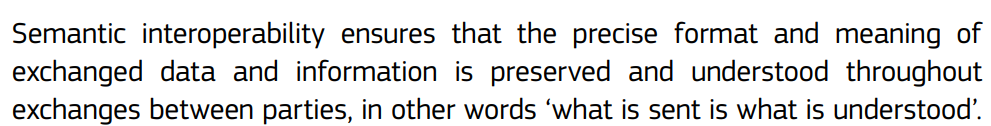 Semantic interoperability ensures that the precise format and meaning of
exchanged data and information is preserved and understood throughout
exchanges between parties, in other words ‘what is sent is what is understood’.